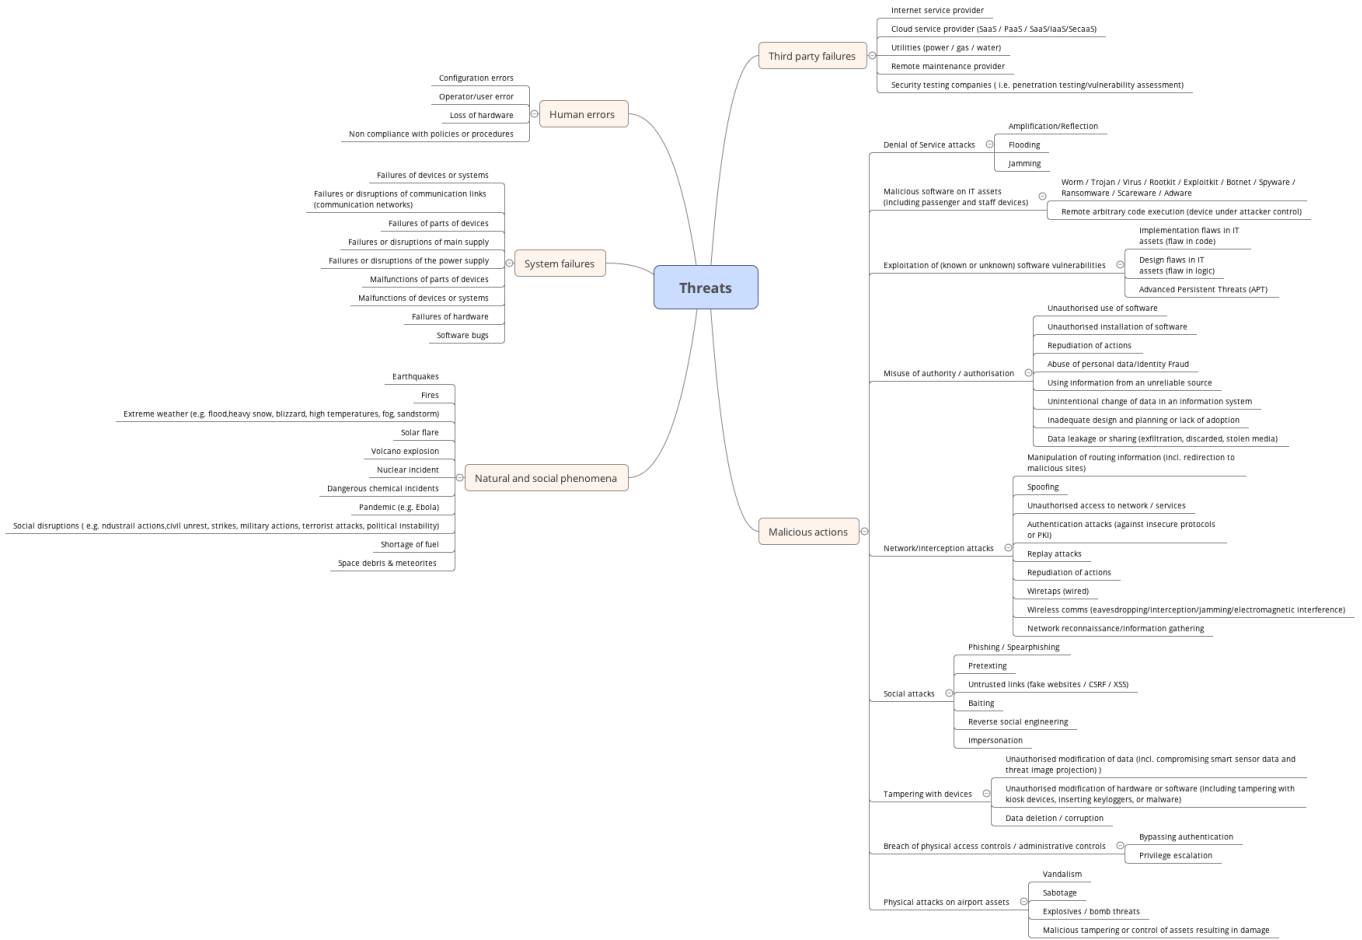 Threats
Third party failures
Internet service provider
Cloud service provider (SaaS / PaaS / SaaS/IaaS/SecaaS)
Utilities (power / gas / water)
Remote maintenance provider
Security testing companies ( i.e. penetration testing/vulnerability assessment)
Human errors
Configuration errors
Operator/user error
Loss of hardware
Non compliance with policies or procedures
System failures
Failures of devices or systems
Failures or disruptions of communication links
(communication networks)
Failures of parts of devices
Failures or disruptions of main supply
Failures or disruptions of the power supply
Malfunctions of parts of devices
Malfunctions of devices or systems
Failures of hardware
Software bugs
Natural and social phenomena
Earthquakes
Fires
Extreme weather (e.g. flood,heavy snow, blizzard, high temperatures, fog, sandstorm)
Solar flare
Volcano explosion
Nuclear incident
Dangerous chemical incidents
Pandemic (e.g. Ebola)
Social disruptions ( e.g. ndustrail actions,civil unrest, strikes, military actions, terrorist attacks, political instability)
Shortage of fuel
Space debris & meteorites
Malicious actions
Denial of Service attacks
Amplification/Reflection
Flooding
Jamming
Malicious software on IT assets
(including passenger and staff devices)
Worm / Trojan / Virus / Rootkit / Exploitkit / Botnet / Spyware /
Ransomware / Scareware / Adware
Remote arbitrary code execution (device under attacker control)
Exploitation of (known or unknown) software vulnerabilities
Implementation flaws in IT
assets (flaw in code)
Design flaws in IT
assets (flaw in logic)
Advanced Persistent Threats (APT)
Misuse of authority / authorisation
Unauthorised use of software
Unauthorised installation of software
Repudiation of actions
Abuse of personal data/identity Fraud
Using information from an unreliable source
Unintentional change of data in an information system
Inadequate design and planning or lack of adoption
Data leakage or sharing (exfiltration, discarded, stolen media)
Network/interception attacks
Manipulation of routing information (incl. redirection to
malicious sites)
Spoofing
Unauthorised access to network / services
Authentication attacks (against insecure protocols
or PKI)
Replay attacks
Repudiation of actions
Wiretaps (wired)
Wireless comms (eavesdropping/interception/jamming/electromagnetic interference)
Network reconnaissance/information gathering
Social attacks
Phishing / Spearphishing
Pretexting
Untrusted links (fake websites / CSRF / XSS)
Baiting
Reverse social engineering
Impersonation
Tampering with devices
Unauthorised modification of data (incl. compromising smart sensor data and
threat image projection) )
Unauthorised modification of hardware or software (including tampering with
kiosk devices, inserting keyloggers, or malware)
Data deletion / corruption
Breach of physical access controls / administrative controls
Bypassing authentication
Privilege escalation
Physical attacks on airport assets
Vandalism
Sabotage
Explosives / bomb threats
Malicious tampering or control of assets resulting in damage